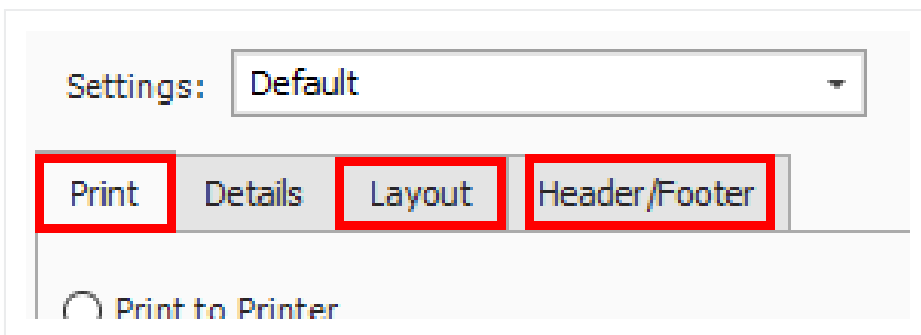 Settings: Default
Print Details Layout Header/Footer
Print to Printer